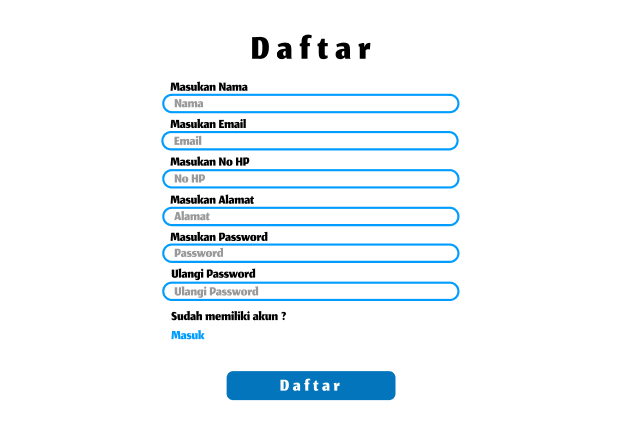 Daftar
Masukan Nama
Nama
Masukan Email
Email
Masukan No HP
No HP
Masukan Alamat
Alamat
Masukan Password
Password
Ulangi Password
Ulangi Password
Sudah memiliki akun ?
Masuk
Daftar